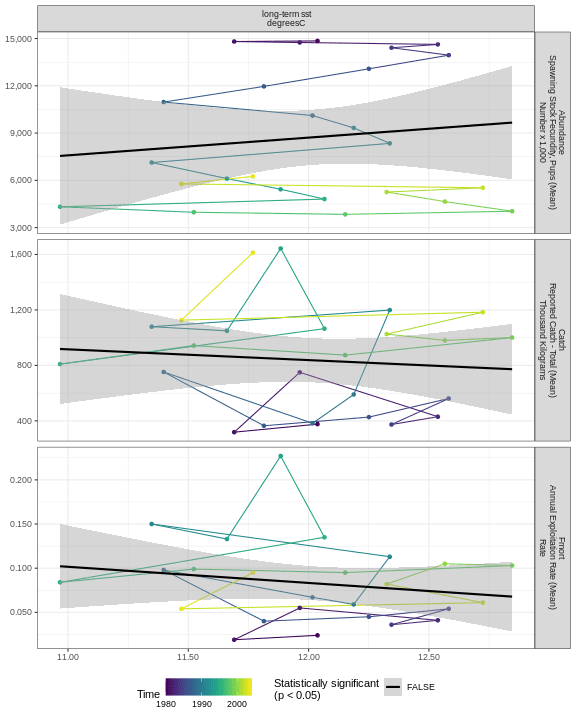 long-term sst
degreesC
15,000
12,000
9,000
6,000
3,000
Abundance
Spawning Stock Fecundity, Pups (Mean)
Number x 1,000
1,600
1,200
800
400
Catch
Reported Catch - Total (Mean)
Thousand Kilograms
0.200
0.150
0.100
0.050
Fmort
Annual Exploitation Rate (Mean)
Rate
11.00
11.50
12.00
12.50
Time
1980
1990
2000
Statistically significant
(p < 0.05)
FALSE